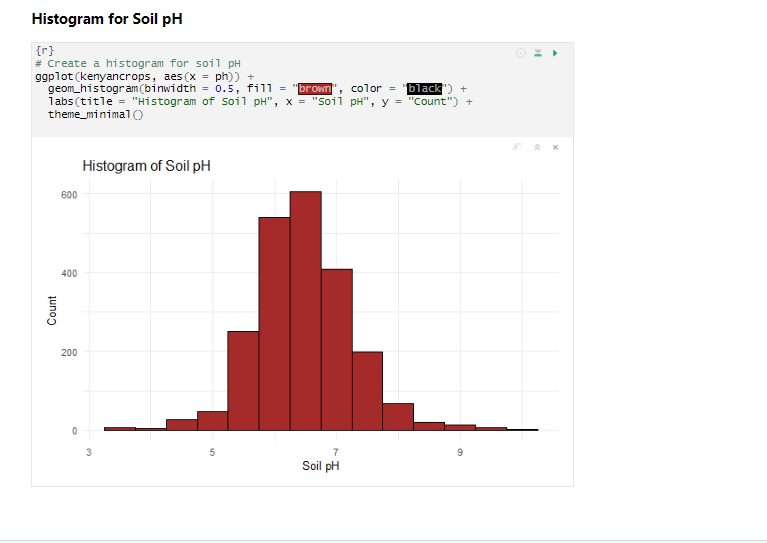 Histogram for Soil pH
{r}
# Create a histogram for soil pH
ggplot(kenyancrops, aes(x = ph)) +
geom_histogram(binwidth = 0.5, fill = "brown", color = "black") +
labs(title = "Histogram of Soil pH", x = "Soil pH", y = "Count") +
theme_minimal()
Histogram of Soil pH
600
400
200
0
Count
3 5 7 9
Soil pH